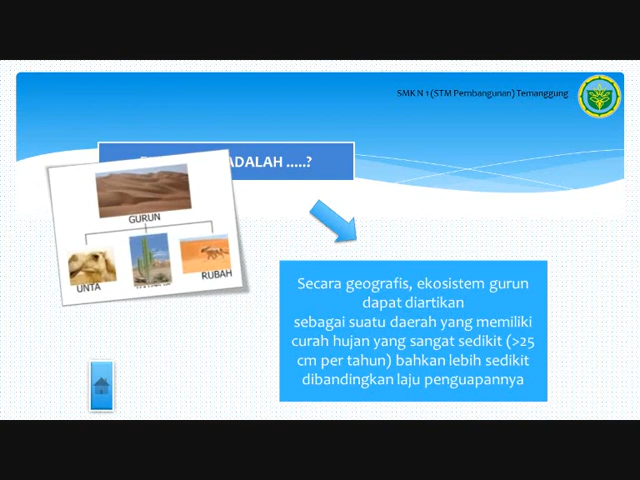 SMK N 1 (STM Pembangunan) Temanggung
ADALAH .....?
GURUN
UNTA
RUBAH
Secara geografis, ekosistem gurun
dapat diartikan
sebagai suatu daerah yang memiliki
curah hujan yang sangat sedikit (>25
cm per tahun) bahkan lebih sedikit
dibandingkan laju penguapannya